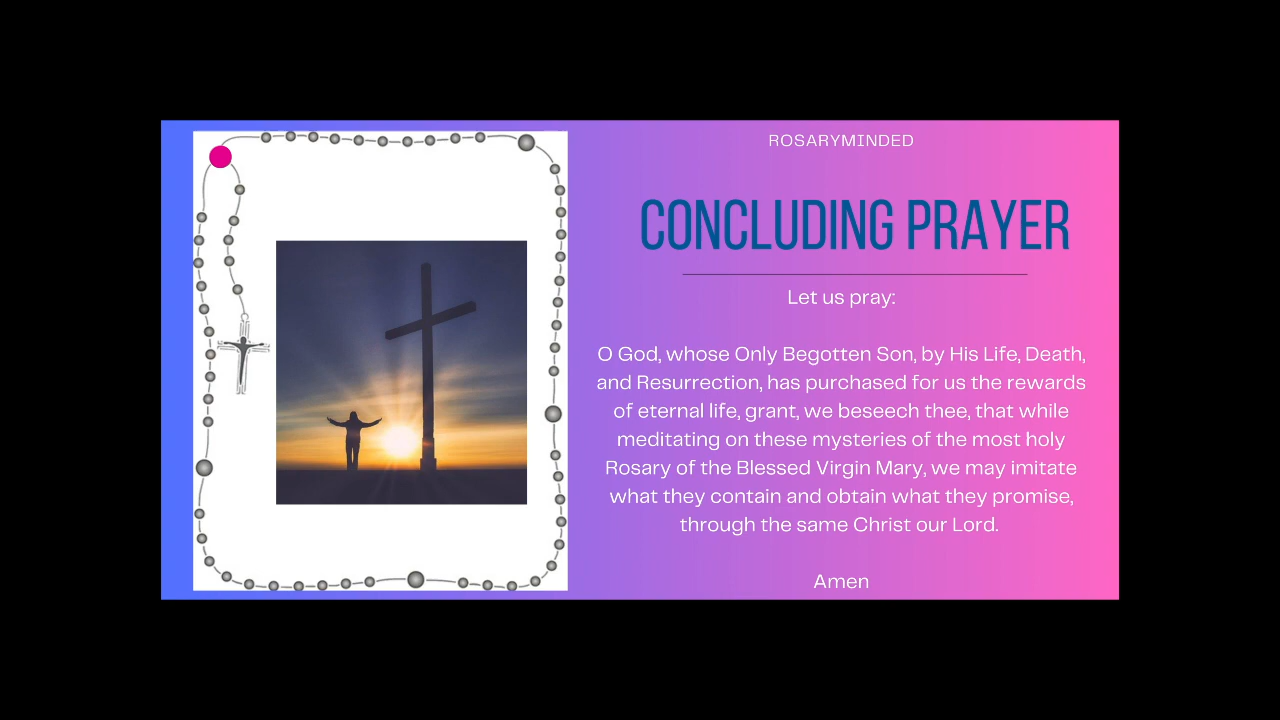 ROSARYMINDED
CONCLUDING PRAYER
Let us pray:
O God, whose Only Begotten Son, by His Life, Death,
and Resurrection, has purchased for us the rewards
of eternal life, grant, we beseech thee, that while
meditating on these mysteries of the most holy
Rosary of the Blessed Virgin Mary, we may imitate
what they contain and obtain what they promise,
through the same Christ our Lord.
Amen